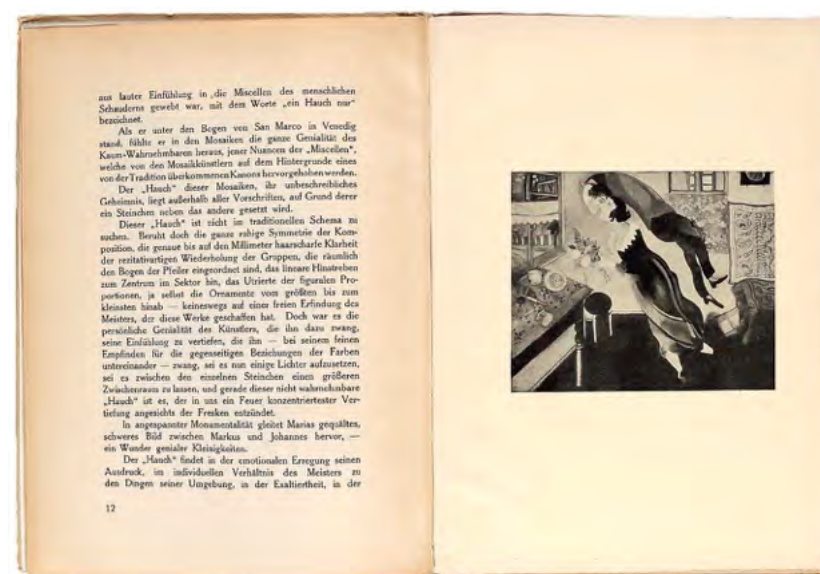 aus lauter Einfühlung in die Miscellen des menschlichen
Schauderns gewebt war, mit dem Worte „ein Hauch nur“
bezeichnet.
Als er unter den Bogen von San Marco in Venedig
stand, fühlte er in den Mosaiken die ganze Genialität des
Kaum-Wahrnehmbaren heraus, jener Nuancen der „Miscellen“,
welche von den Mosaikkünstlern auf dem Hintergrunde eines
von der Tradition überkommenen Kanons hervorgehoben werden.
Der „Hauch“ dieser Mosaiken, ihr unbeschreibliches
Geheimnis, liegt außerhalb aller Vorschriften, auf Grund derer
ein Steinchen neben das andere gesetzt wird.
Dieser „Hauch“ ist nicht im traditionellen Schema zu
suchen. Beruht doch die ganze ruhige Symmetrie der Kom-
position, die genaue bis auf den Millimeter haarscharfe Klarheit
der rezitativartigen Wiederholung der Gruppen, die räumlich
den Bogen der Pfeiler eingeordnet sind, das lineare Hinstreben
zum Zentrum im Sektor hin, das Utrierte der figuralen Pro-
portionen, ja selbst die Ornamente vom größten bis zum
kleinsten hinab — keineswegs auf einer freien Erfindung des
Meisters, der diese Werke geschaffen hat. Doch war es die
persönliche Genialität des Künstlers, die ihn dazu zwang,
seine Einfühlung zu vertiefen, die ihn — bei seinem feinen
Empfinden für die gegenseitigen Beziehungen der Farben
untereinander — zwang, sei es nun einige Lichter aufzusetzen,
sei es zwischen den einzelnen Steinchen einen größeren
Zwischenraum zu lassen, und gerade dieser nicht wahrnehmbare
„Hauch“ ist es, der in uns ein Feuer konzentriertester Ver-
tiefung angesichts der Fresken entzündet.
In angespannter Monumentalität gleitet Marias gequältes,
schweres Bild zwischen Markus und Johannes hervor, —
ein Wunder genialer Kleinigkeiten.
Der „Hauch“ findet in der emotionalen Erregung seinen
Ausdruck, im individuellen Verhältnis des Meisters zu
den Dingen seiner Umgebung, in der Exaltiertheit, in der
12